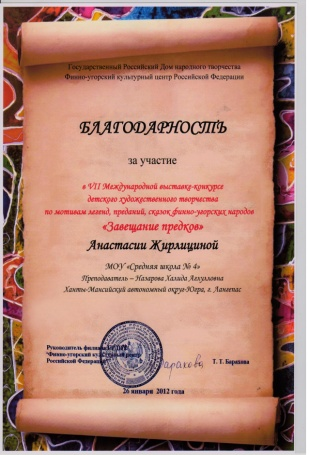 Государственный Российский Дом народного творчества
Финно-угорский культурный центр Российской Федерации
БЛАГОДАРНОСТЬ
за участие
в VII Международной выставке-конкурсе
детского художественного творчества
по мотивам легенд, преданий, сказок финно-угорских народов
«Завещание предков»
Анастасии Жирлициной
МОУ «Средняя школа № 4»
Преподаватель – Назарова Халида
Ханты-Мансийский автономный округ-Югра, г. Лангепас
Руководитель филиала
"Финно-угорский культурный центр
Российской Федерации"
Т. Т. Барахова
26 января 2012 года